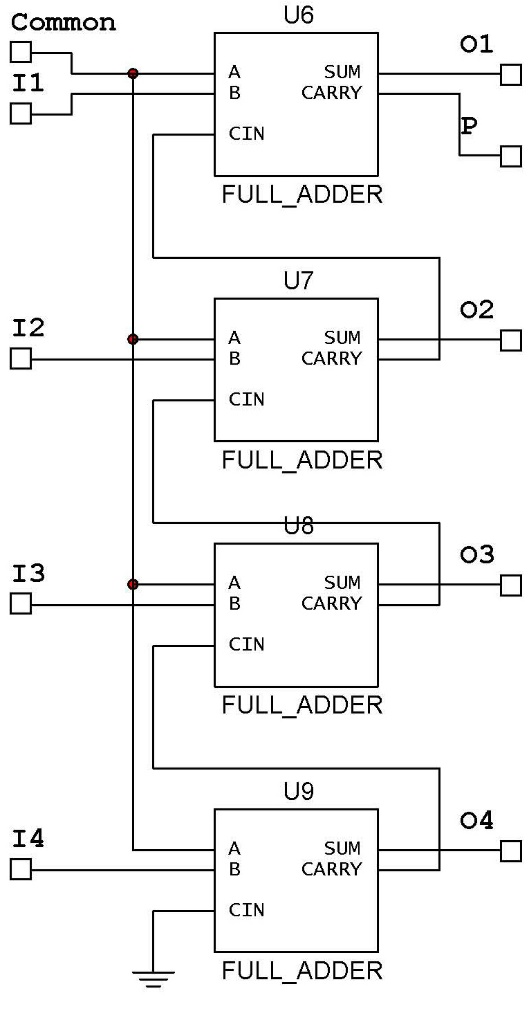 Common
U6
O1
I1
A SUM
B CARRY
P
CIN
FULL_ADDER
U7
I2
O2
A SUM
B CARRY
CIN
FULL_ADDER
U8
I3
O3
A SUM
B CARRY
CIN
FULL_ADDER
U9
I4
O4
A SUM
B CARRY
CIN
FULL_ADDER